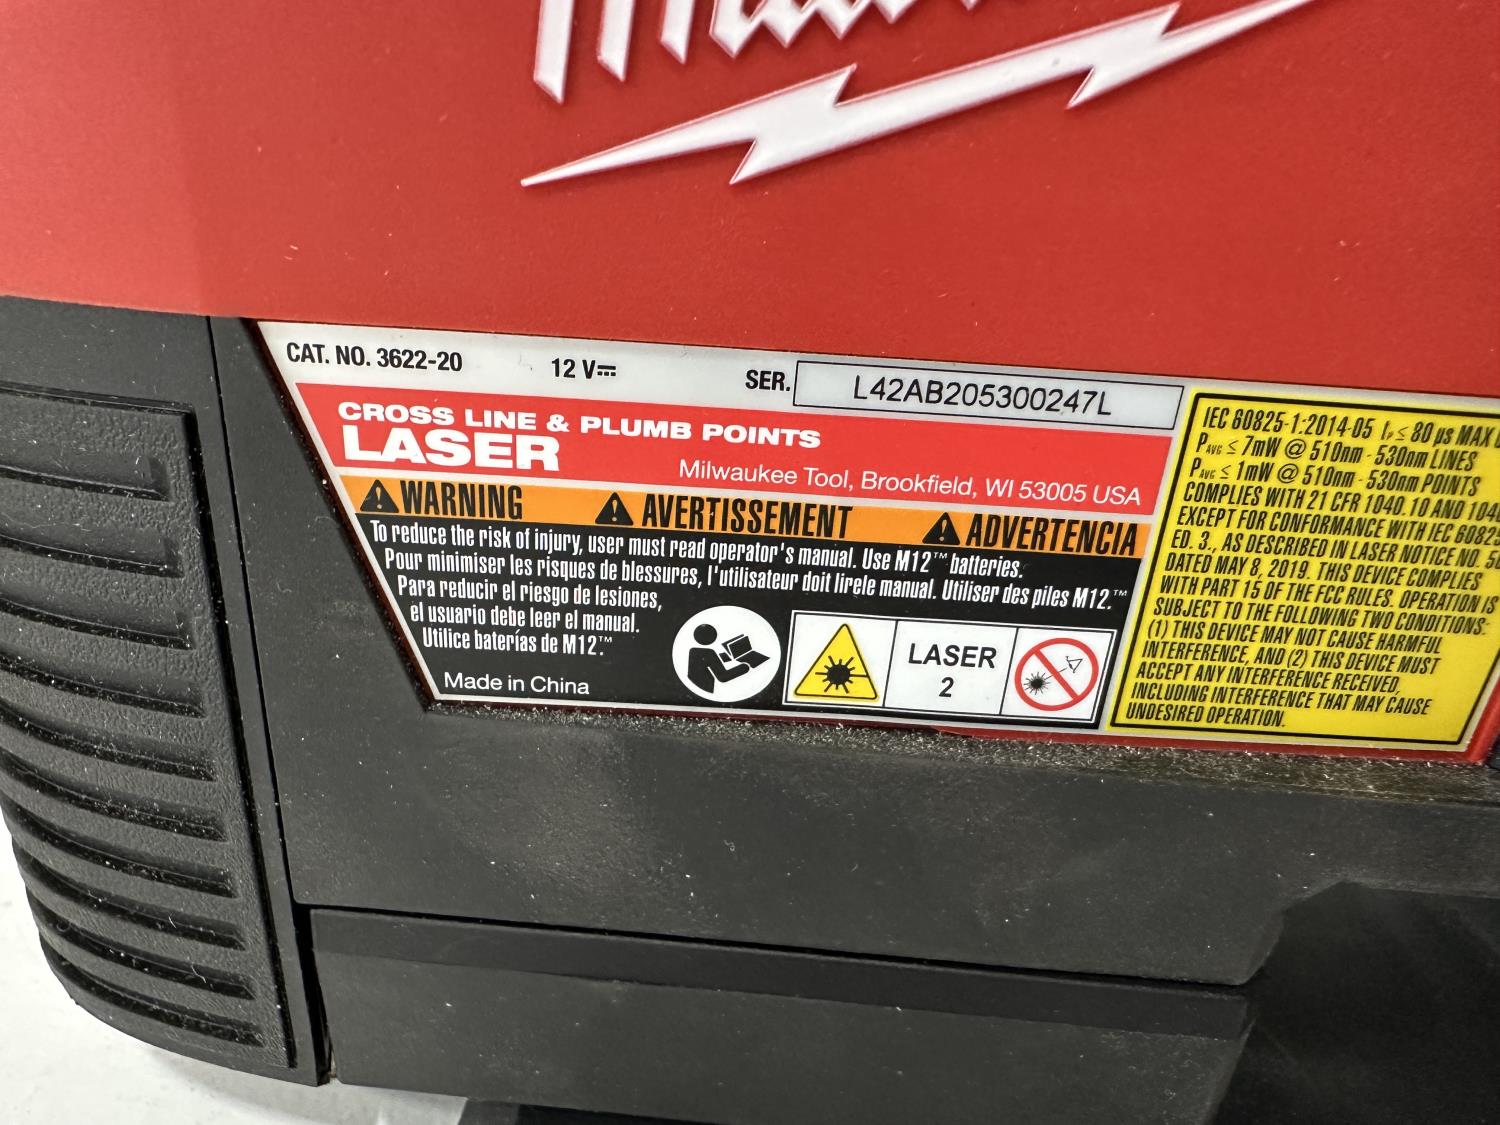 CAT. NO. 3622-20 12 V⎓ SER. L42AB205300247L
CROSS LINE & PLUMB POINTS
LASER
Milwaukee Tool, Brookfield, WI 53005 USA
WARNING AVERTISSEMENT ADVERTENCIA
To reduce the risk of injury, user must read operator's manual. Use M12™ batteries.
Pour minimiser les risques de blessures, l'utilisateur doit lirele manual. Utiliser des piles M12.™
Para reducir el riesgo de lesiones,
el usuario debe leer el manual.
Utilice baterías de M12™
Made in China
LASER
2
IEC 60825-1:2014-05 Iₚ ≤ 80 µs MAX
PAVG ≤ 7mW @ 510nm - 530nm LINES
PAVG ≤ 1mW @ 510nm - 530nm POINTS
COMPLIES WITH 21 CFR 1040.10 AND
EXCEPT FOR CONFORMANCE WITH IEC
ED. 3., AS DESCRIBED IN LASER NOTICE NO.
DATED MAY 8, 2019. THIS DEVICE COMPLIES
WITH PART 15 OF THE FCC RULES. OPERATION IS
SUBJECT TO THE FOLLOWING TWO CONDITIONS:
(1) THIS DEVICE MAY NOT CAUSE HARMFUL
INTERFERENCE, AND (2) THIS DEVICE MUST
ACCEPT ANY INTERFERENCE RECEIVED,
INCLUDING INTERFERENCE THAT MAY CAUSE
UNDESIRED OPERATION.